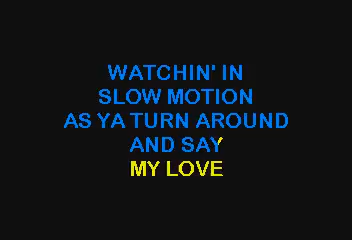 WATCHIN' IN
SLOW MOTION
AS YA TURN AROUND
AND SAY
MY LOVE